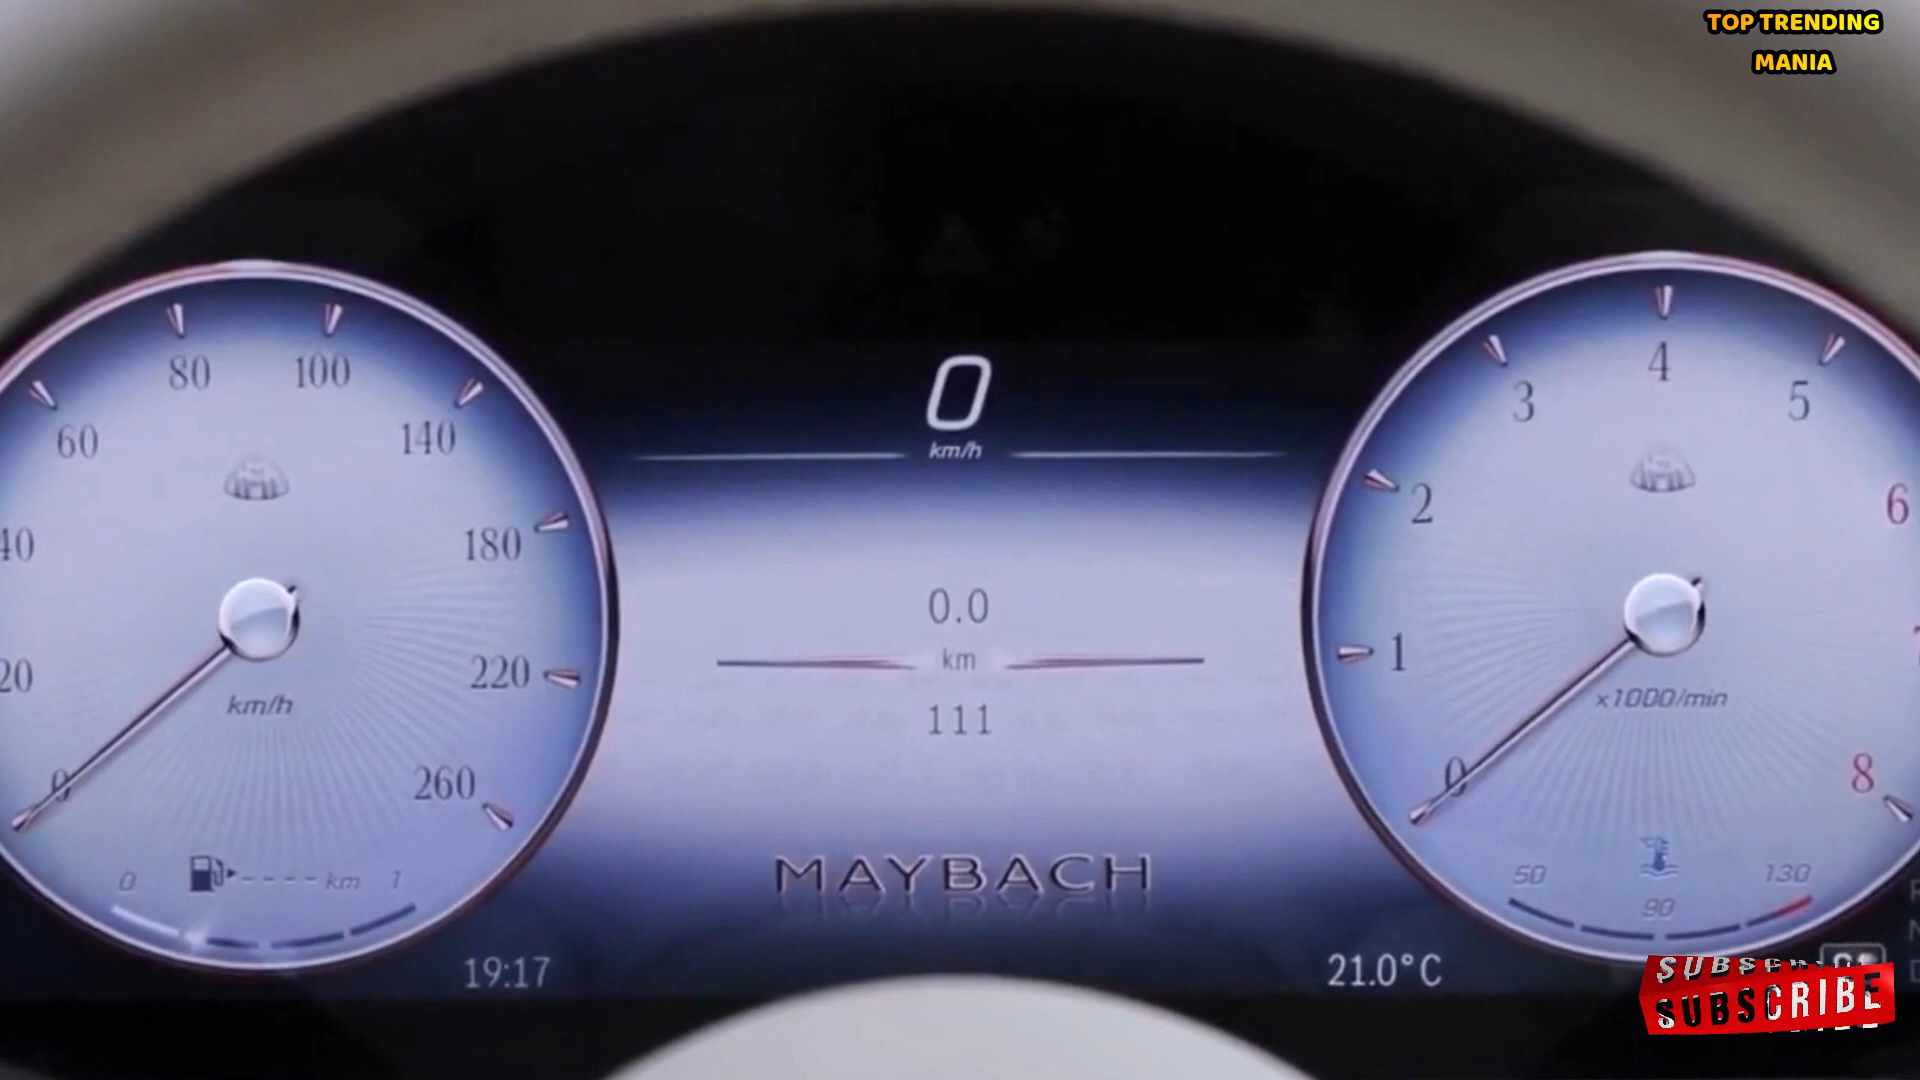 TOP TRENDING
MANIA
80
100
60
140
40
180
20
220
km/h
0
260
0
km
1
19:17
0
km/h
0.0
km
111
MAYBACH
4
3
5
2
6
1
x1000/min
0
8
50
130
90
21.0°C
SUBSCRIBE